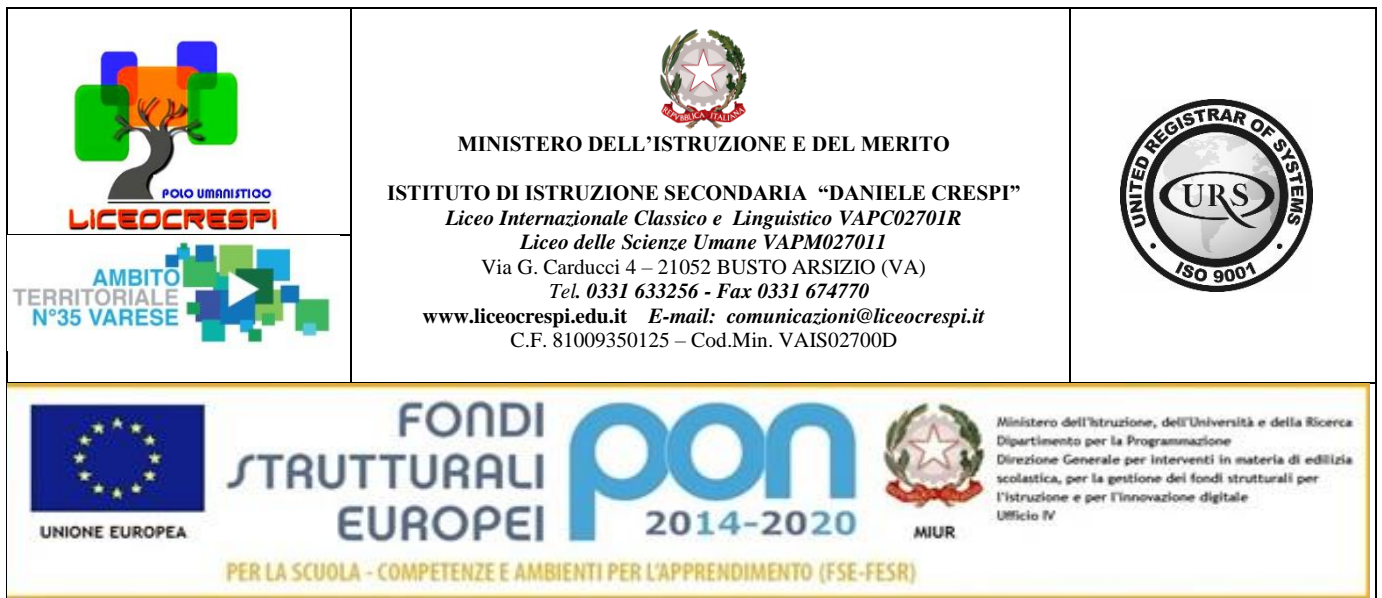 POLO UMANISTICO
LICEOCRESPI
AMBITO
TERRITORIALE
N°35 VARESE
REPVBBLICA ITALIANA
MINISTERO DELL’ISTRUZIONE E DEL MERITO
ISTITUTO DI ISTRUZIONE SECONDARIA “DANIELE CRESPI”
Liceo Internazionale Classico e Linguistico VAPC02701R
Liceo delle Scienze Umane VAPM027011
Via G. Carducci 4 – 21052 BUSTO ARSIZIO (VA)
Tel. 0331 633256 - Fax 0331 674770
www.liceocrespi.edu.it E-mail: comunicazioni@liceocrespi.it
C.F. 81009350125 – Cod.Min. VAIS02700D
UNITED REGISTRAR OF SYSTEMS
URS
ISO 9001
UNIONE EUROPEA
FONDI
STRUTTURALI
EUROPEI
pon
2014-2020
MIUR
Ministero dell'Istruzione, dell'Università e della Ricerca
Dipartimento per la Programmazione
Direzione Generale per interventi in materia di edilizia
scolastica, per la gestione dei fondi strutturali per
l'istruzione e per l'innovazione digitale
Ufficio IV
PER LA SCUOLA - COMPETENZE E AMBIENTI PER L'APPRENDIMENTO (FSE-FESR)